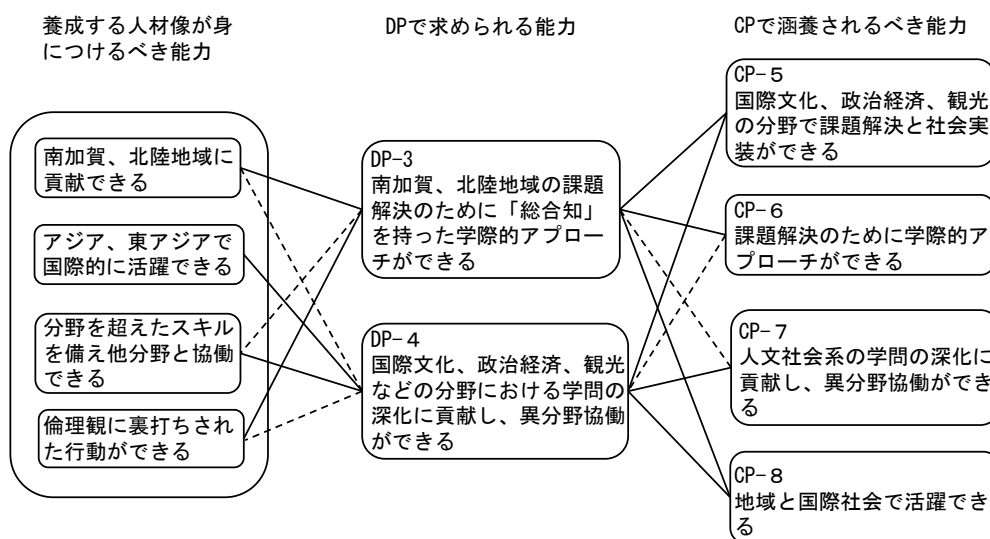 養成する人材像が身
につけるべき能力
南加賀、北陸地域に
貢献できる
アジア、東アジアで
国際的に活躍できる
分野を超えたスキル
を備え他分野と協働
できる
倫理観に裏打ちされ
た行動ができる
DPで求められる能力
DP-3
南加賀、北陸地域の課題
解決のために「総合知」
を持った学際的アプロー
チができる
DP-４
国際文化、政治経済、観光
などの分野における学問の
深化に貢献し、異分野協働
ができる
CPで涵養されるべき能力
CP-５
国際文化、政治経済、観光
の分野で課題解決と社会実
装ができる
CP-６
課題解決のために学際的ア
プローチができる
CP-７
人文社会系の学問の深化に
貢献し、異分野協働ができ
る
CP-８
地域と国際社会で活躍でき
る